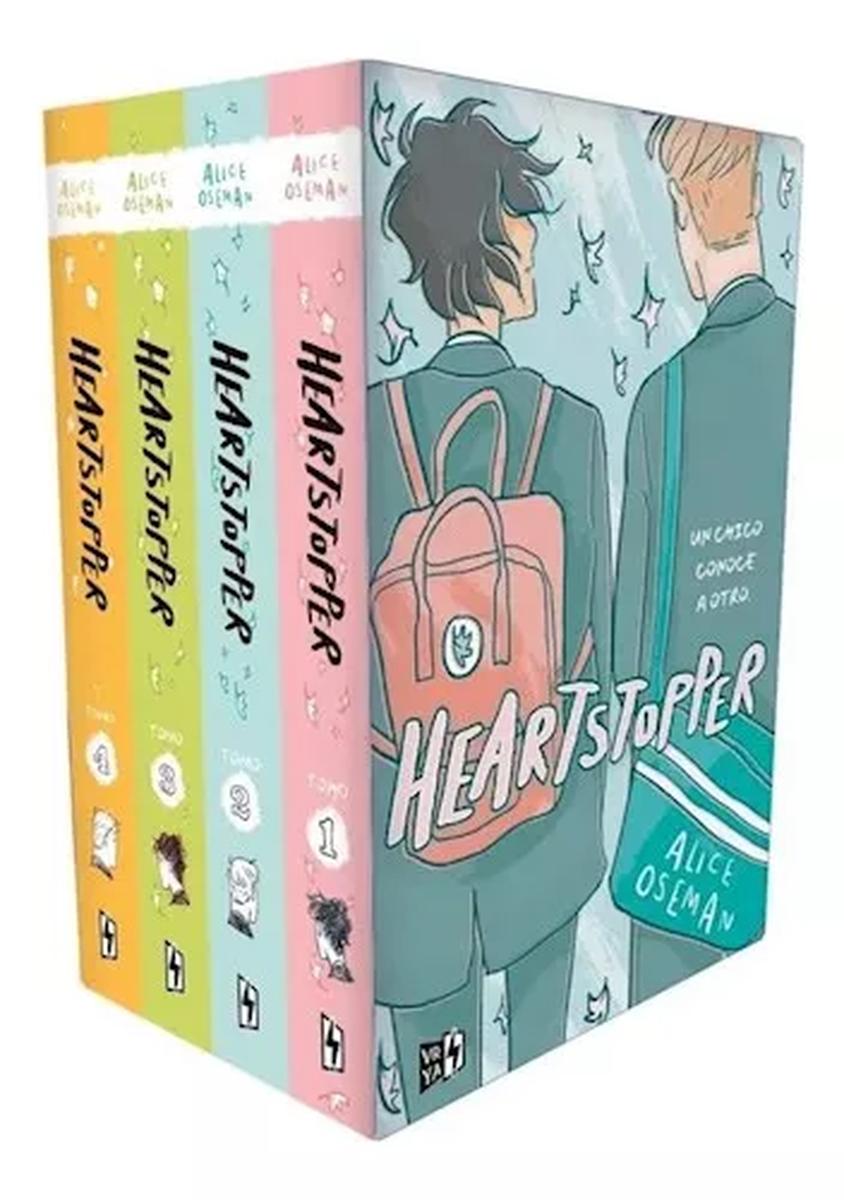 ALICE
OSEMAN
HEARTSTOPPER
TOMO
4
ALICE
OSEMAN
HEARTSTOPPER
TOMO
3
ALICE
OSEMAN
HEARTSTOPPER
TOMO
2
ALICE
OSEMAN
HEARTSTOPPER
TOMO
1
UN CHICO
CONOCE
A OTRO.
HEARTSTOPPER
ALICE
OSEMAN
VR
YA